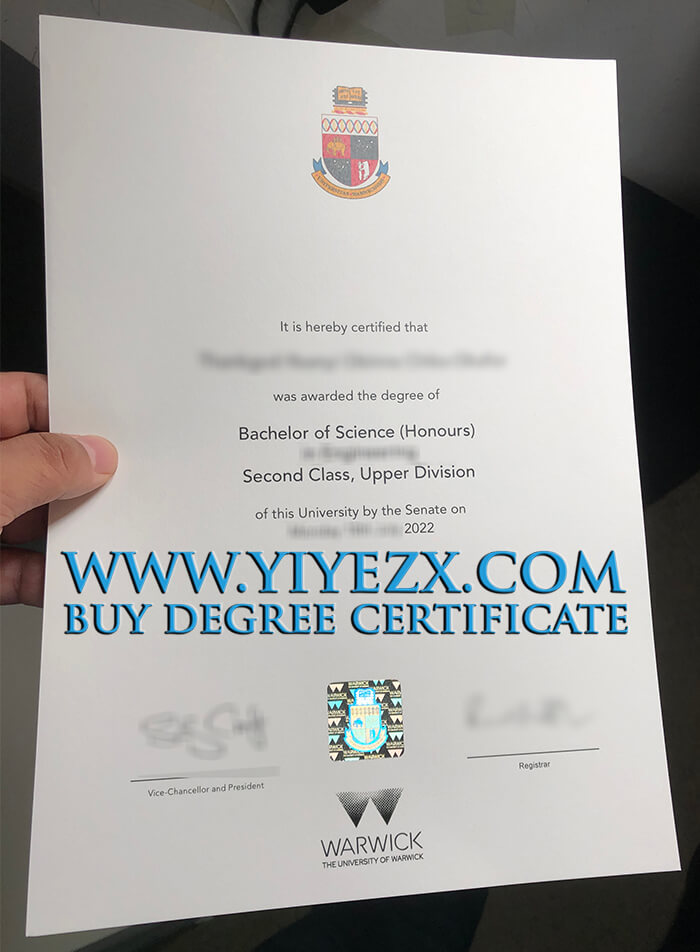 It is hereby certified that
was awarded the degree of
Bachelor of Science (Honours)
Second Class, Upper Division
of this University by the Senate on
2022
WWW.YIYEZX.COM
BUY DEGREE CERTIFICATE
Vice-Chancellor and President
Registrar
WARWICK
THE UNIVERSITY OF WARWICK